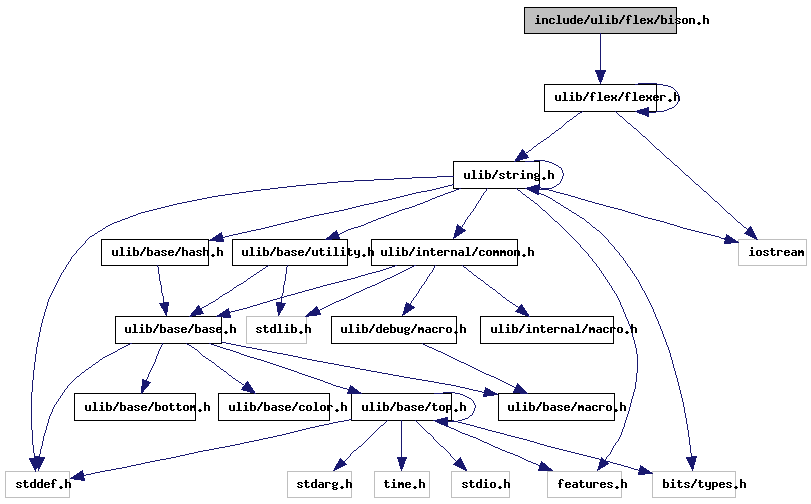 include/ulib/flex/bison.h
ulib/flex/flexer.h
ulib/string.h
ulib/base/hash.h
ulib/base/utility.h
ulib/internal/common.h
iostream
ulib/base/base.h
stdlib.h
ulib/debug/macro.h
ulib/internal/macro.h
ulib/base/bottom.h
ulib/base/color.h
ulib/base/top.h
ulib/base/macro.h
stddef.h
stdarg.h
time.h
stdio.h
features.h
bits/types.h